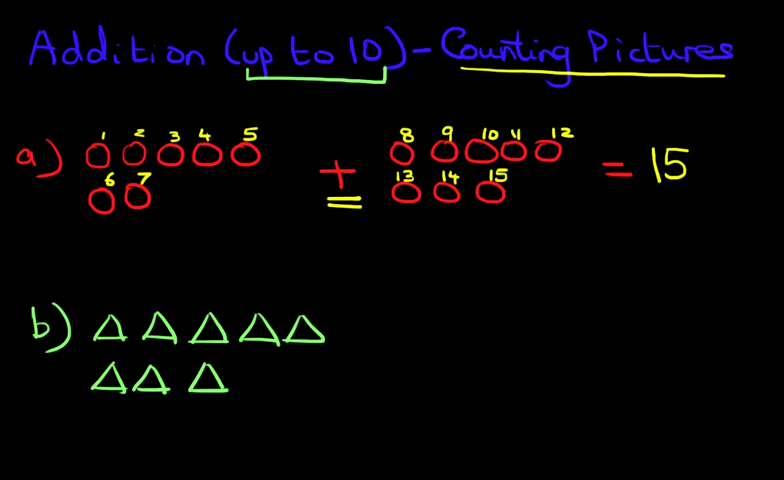 Addition (up to 10) - Counting Pictures
1 2 3 4 5 8 9 10 11 12
a) + = 15
6 7 13 14 15
b)